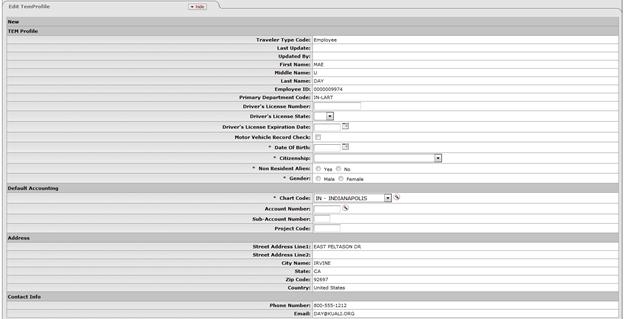 Edit TemProfile
hide
New
TEM Profile
Traveler Type Code: Employee
Last Update:
Updated By:
First Name: MAE
Middle Name: U
Last Name: DAY
Employee ID: 0000009974
Primary Department Code: IN-LART
Driver's License Number:
Driver's License State:
Driver's License Expiration Date:
Motor Vehicle Record Check:
* Date Of Birth:
* Citizenship:
* Non Resident Alien: Yes No
* Gender: Male Female
Default Accounting
* Chart Code: IN - INDIANAPOLIS
Account Number:
Sub-Account Number:
Project Code:
Address
Street Address Line1: EAST PELTASON DR
Street Address Line2:
City Name: IRVINE
State: CA
Zip Code: 92697
Country: United States
Contact Info
Phone Number: 800-555-1212
Email: DAY@KUALI.ORG